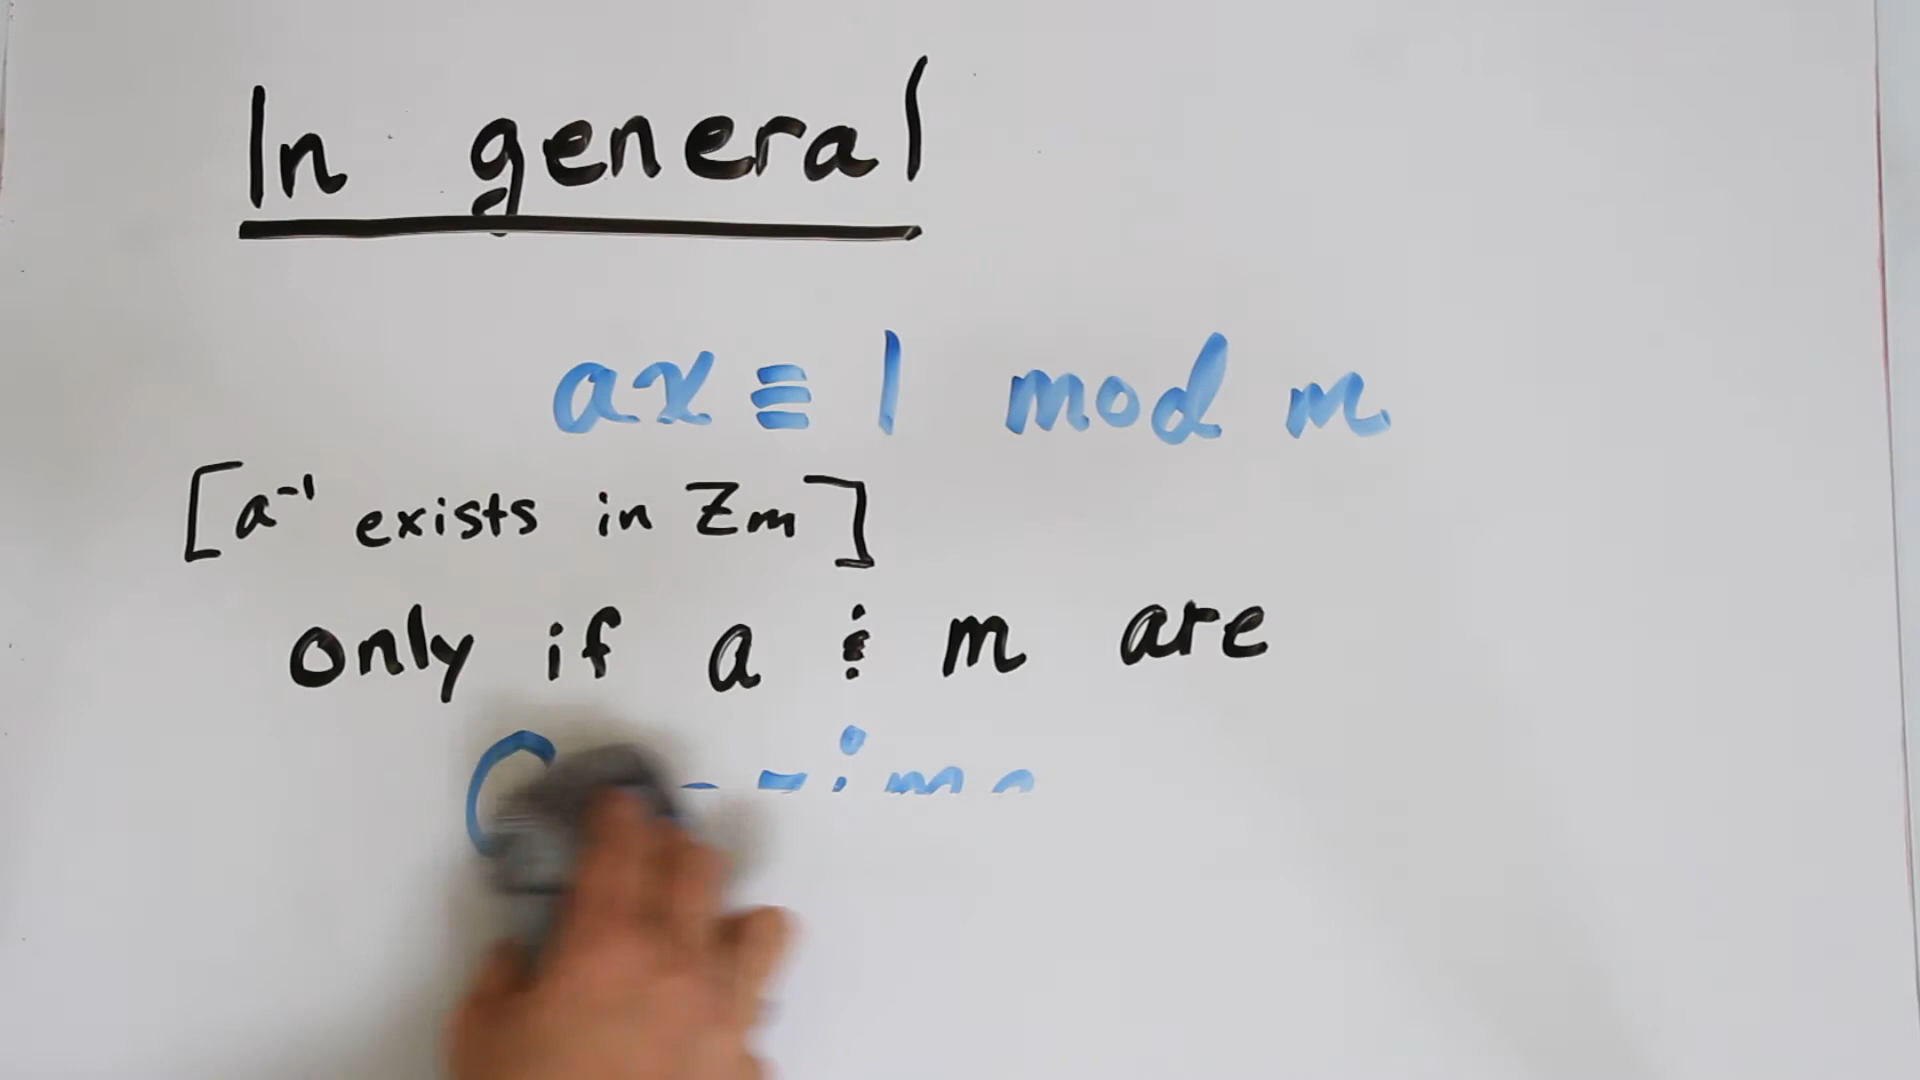 In general
ax ≡ 1 mod m
[a⁻¹ exists in Zm]
only if a & m are